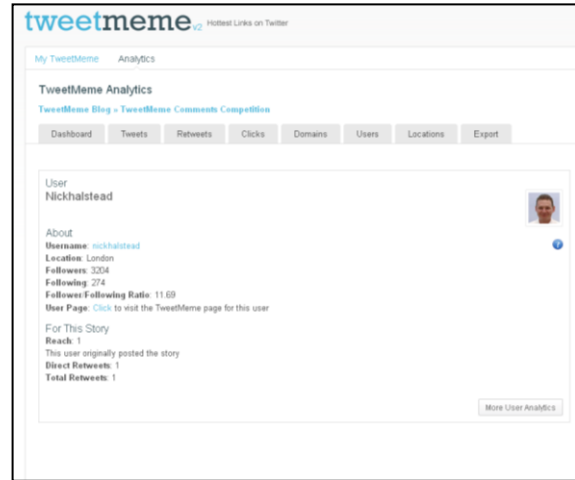 tweetmeme v2 Hottest Links on Twitter
My TweetMeme Analytics
TweetMeme Analytics
TweetMeme Blog » TweetMeme Comments Competition
Dashboard Tweets Retweets Clicks Domains Users Locations Export
User
Nickhalstead
About
Username: nickhalstead
Location: London
Followers: 3204
Following: 274
Follower/Following Ratio: 11.69
User Page: Click to visit the TweetMeme page for this user
For This Story
Reach: 1
This user originally posted the story
Direct Retweets: 1
Total Retweets: 1
More User Analytics